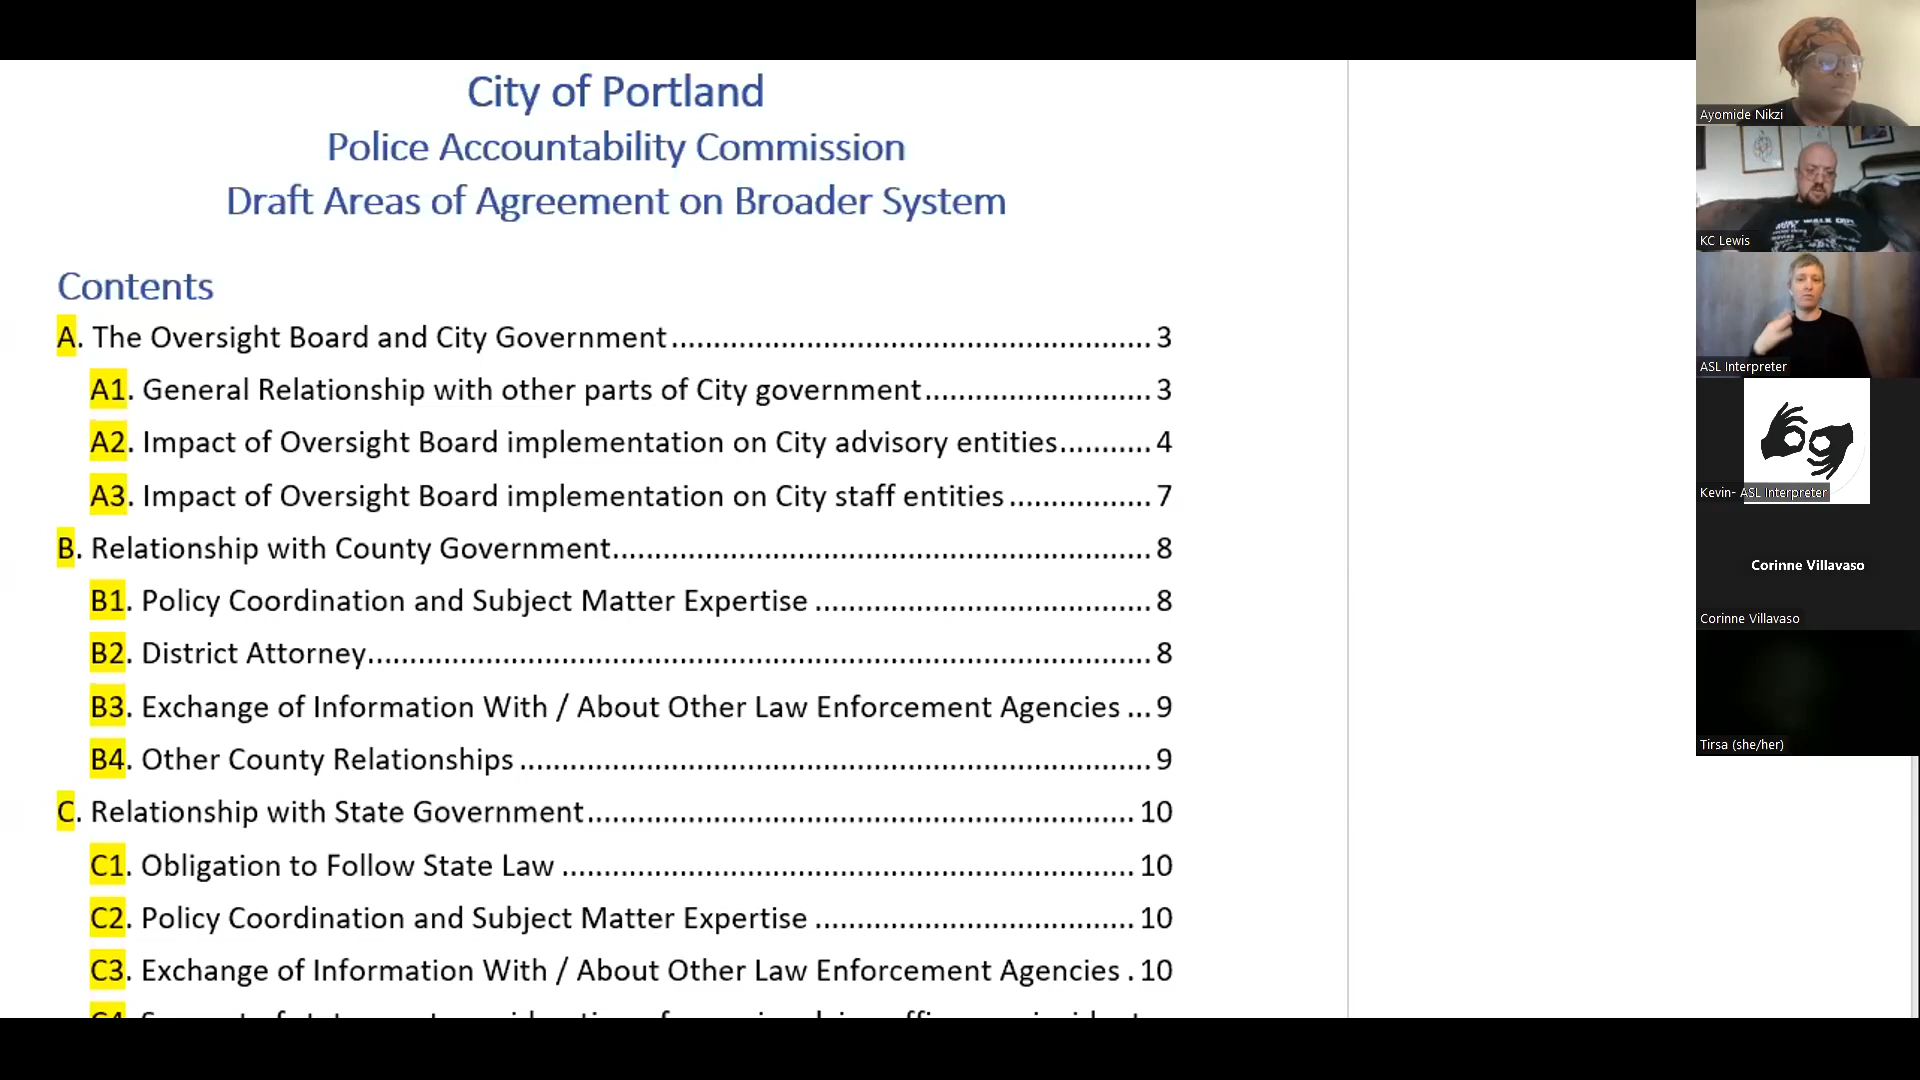 City of Portland
Police Accountability Commission
Draft Areas of Agreement on Broader System
Contents
A. The Oversight Board and City Government 3
A1. General Relationship with other parts of City government 3
A2. Impact of Oversight Board implementation on City advisory entities 4
A3. Impact of Oversight Board implementation on City staff entities 7
B. Relationship with County Government 8
B1. Policy Coordination and Subject Matter Expertise 8
B2. District Attorney 8
B3. Exchange of Information With / About Other Law Enforcement Agencies 9
B4. Other County Relationships 9
C. Relationship with State Government 10
C1. Obligation to Follow State Law 10
C2. Policy Coordination and Subject Matter Expertise 10
C3. Exchange of Information With / About Other Law Enforcement Agencies 10
Ayomide Nikzi
KC Lewis
ASL Interpreter
Kevin- ASL Interpreter
Corinne Villavaso
Corinne Villavaso
Tirsa (she/her)